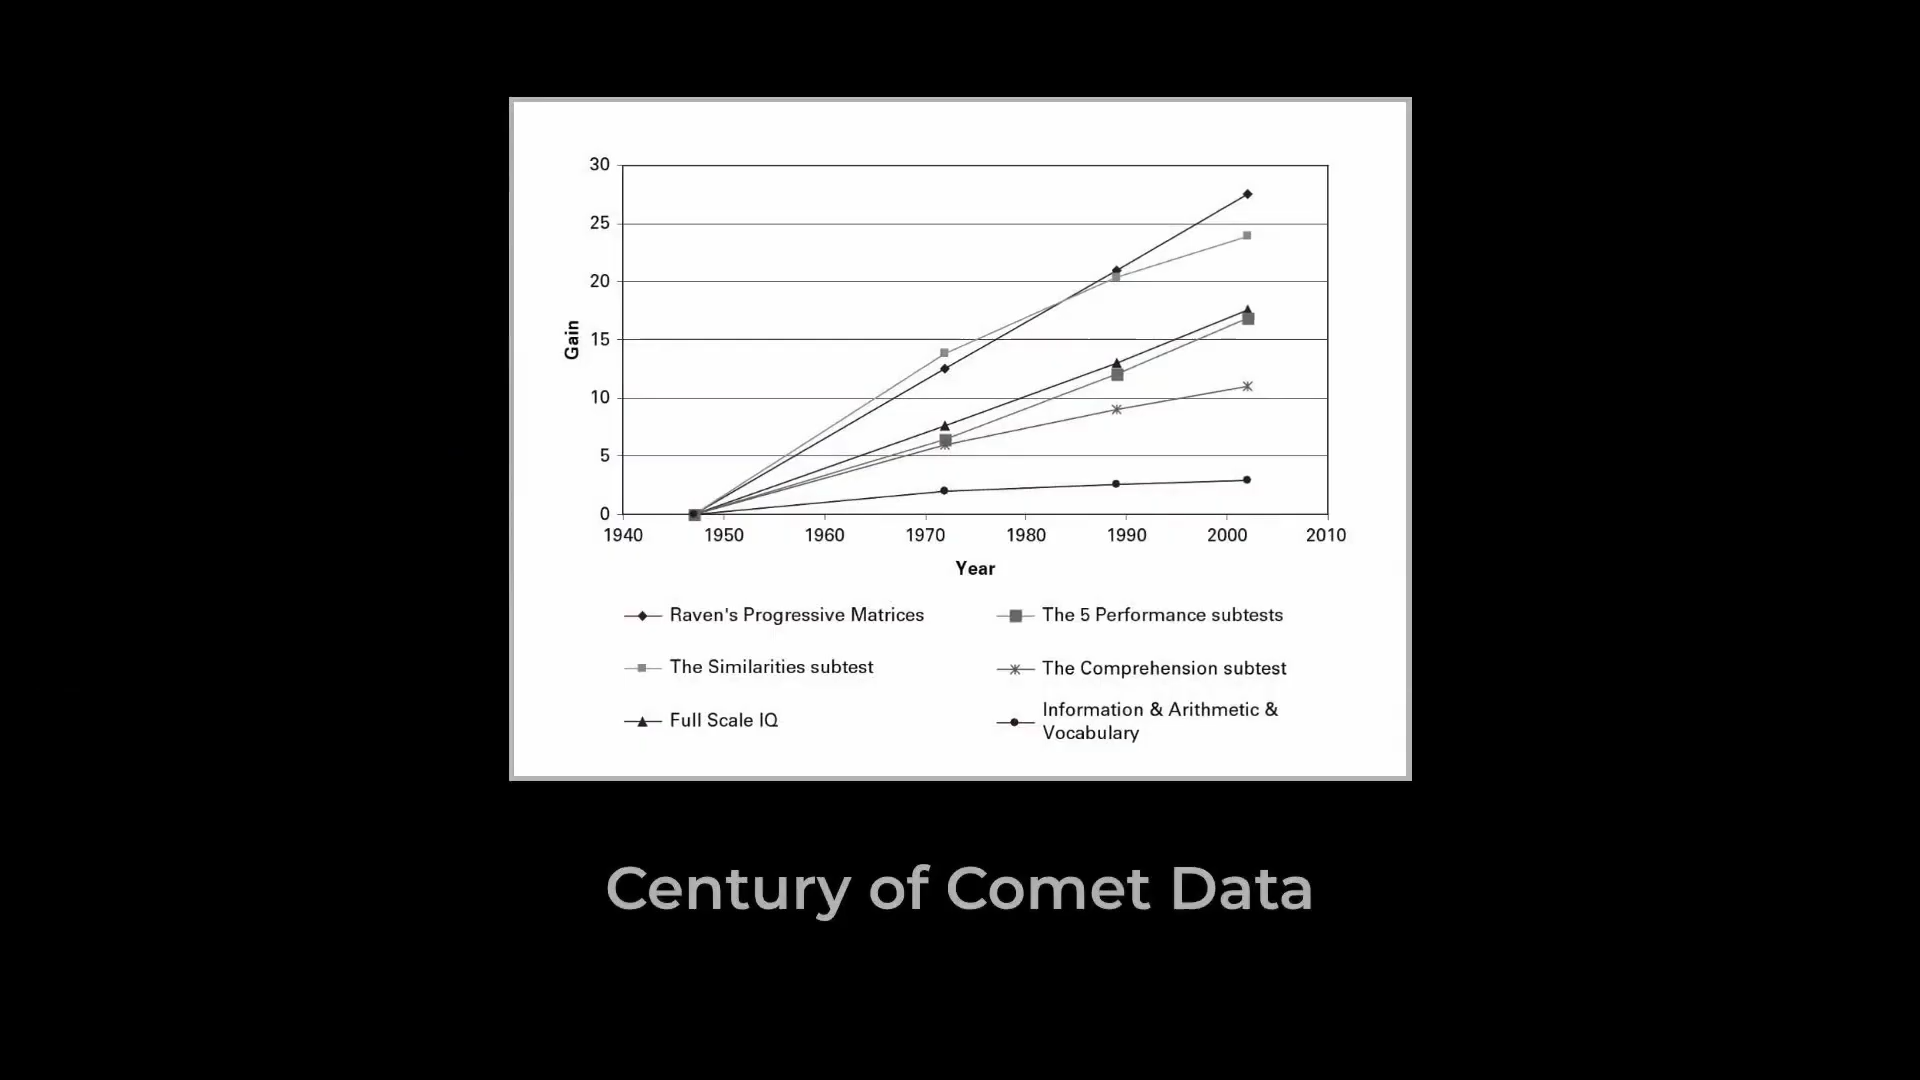 30
25
20
15
10
5
0
Gain
1940 1950 1960 1970 1980 1990 2000 2010
Year
Raven's Progressive Matrices
The 5 Performance subtests
The Similarities subtest
The Comprehension subtest
Full Scale IQ
Information & Arithmetic &
Vocabulary
Century of Comet Data